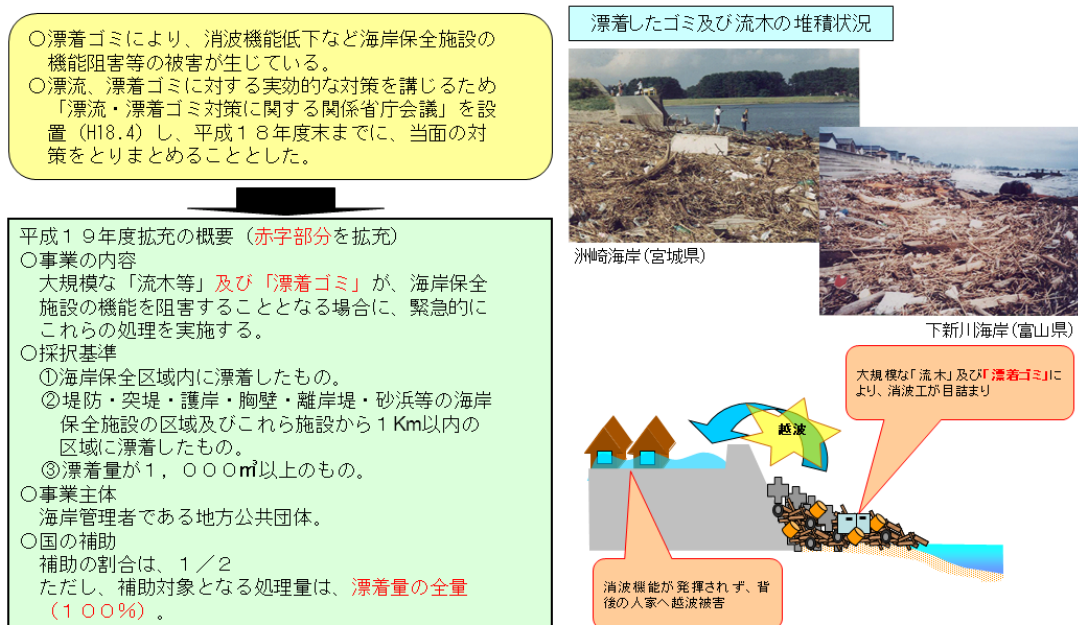 ○漂着ゴミにより、消波機能低下など海岸保全施設の
機能阻害等の被害が生じている。
○漂流、漂着ゴミに対する実効的な対策を講じるため
「漂流・漂着ゴミ対策に関する関係省庁会議」を設
置（H18.4）し、平成１８年度末までに、当面の対
策をとりまとめることとした。
平成１９年度拡充の概要（赤字部分を拡充）
○事業の内容
大規模な「流木等」及び「漂着ゴミ」が、海岸保全
施設の機能を阻害することとなる場合に、緊急的に
これらの処理を実施する。
○採択基準
①海岸保全区域内に漂着したもの。
②堤防・突堤・護岸・胸壁・離岸堤・砂浜等の海岸
保全施設の区域及びこれら施設から１Km以内の
区域に漂着したもの。
③漂着量が１，０００㎥以上のもの。
○事業主体
海岸管理者である地方公共団体。
○国の補助
補助の割合は、１／２
ただし、補助対象となる処理量は、漂着量の全量
（１００％）。
漂着したゴミ及び流木の堆積状況
洲崎海岸(宮城県)
下新川海岸(富山県)
大規模な「流木」及び「漂着ゴミ」に
より、消波工が目詰まり
越波
消波機能が発揮されず、背
後の人家へ越波被害